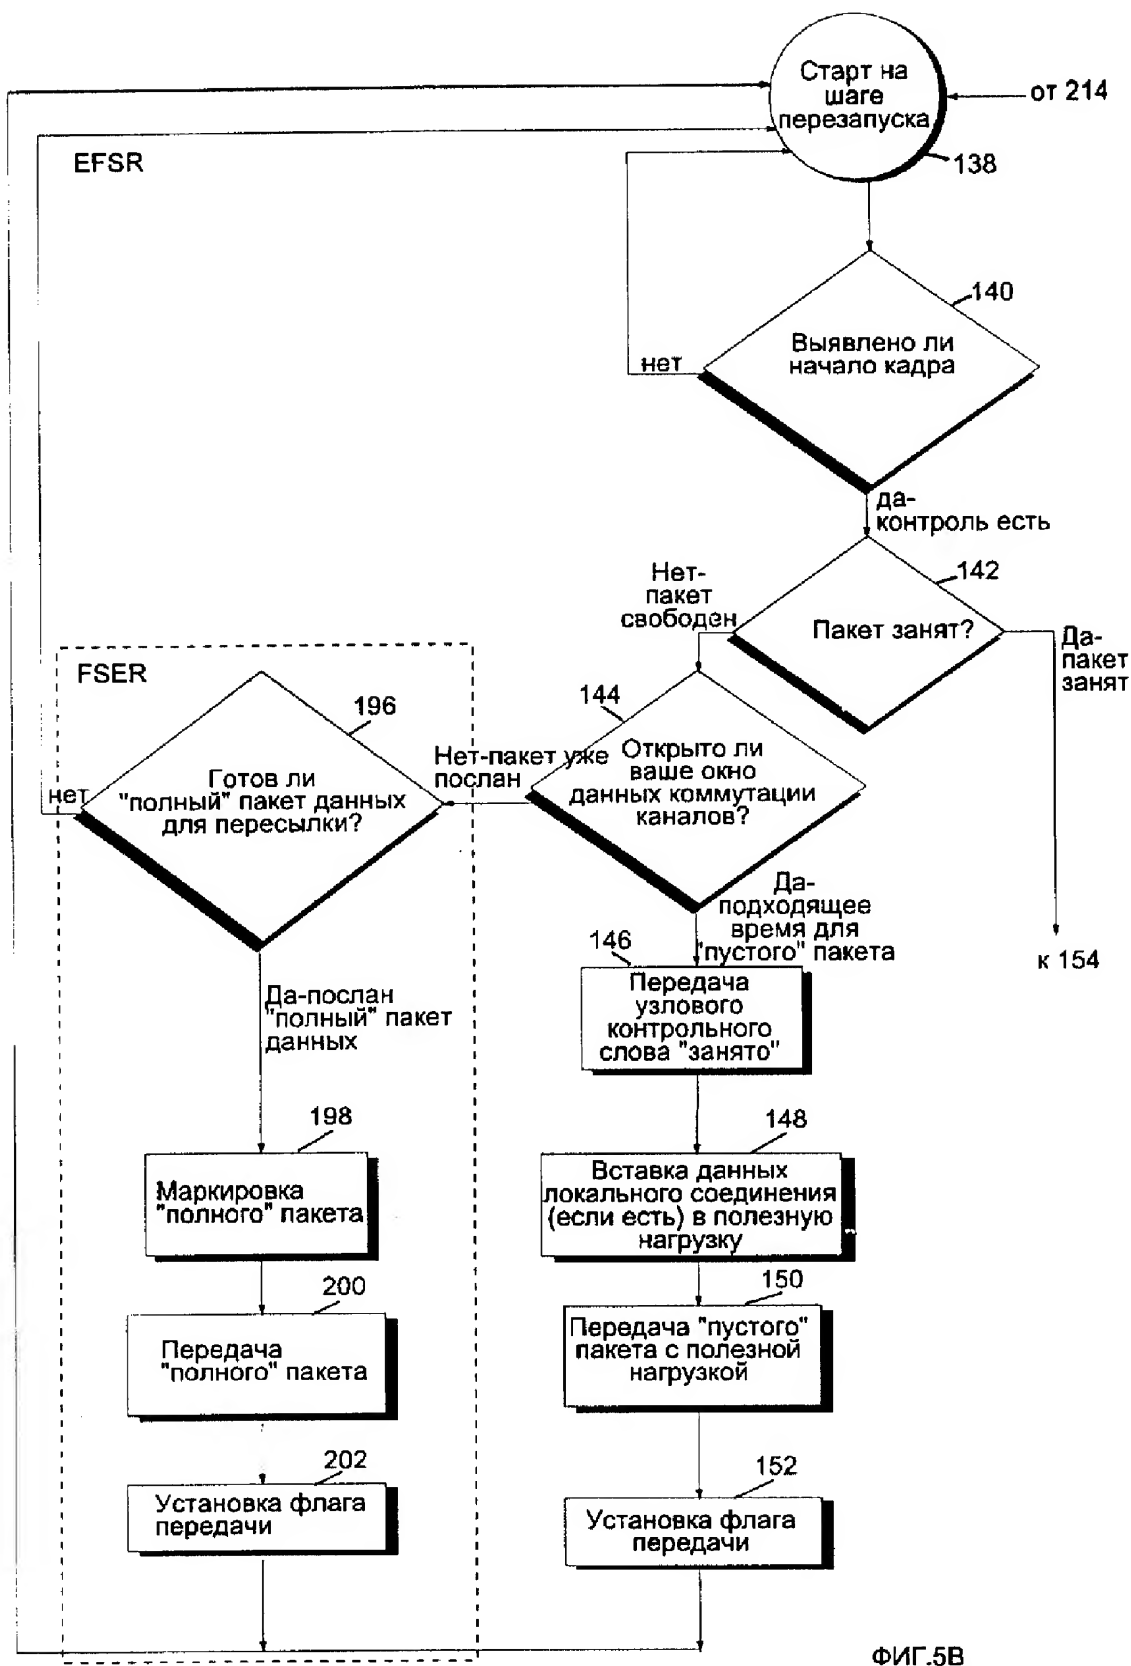 Старт на
шаге
перезапуска
от 214
138
EFSR
140
Выявлено ли
начало кадра
нет
да-
контроль есть
142
Нет-
пакет
свободен
Пакет занят?
Да-
пакет
занят
к 154
FSER
196
Готов ли
"полный" пакет данных
для пересылки?
нет
144
Нет-пакет уже
послан
Открыто ли
ваше окно
данных коммутации
каналов?
Да-
подходящее
время для
"пустого" пакета
146
Передача
узлового
контрольного
слова "занято"
Да-послан
"полный" пакет
данных
198
Маркировка
"полного" пакета
148
Вставка данных
локального соединения
(если есть) в полезную
нагрузку
200
Передача
"полного" пакета
150
Передача "пустого"
пакета с полезной
нагрузкой
202
Установка флага
передачи
152
Установка флага
передачи
ФИГ.5В